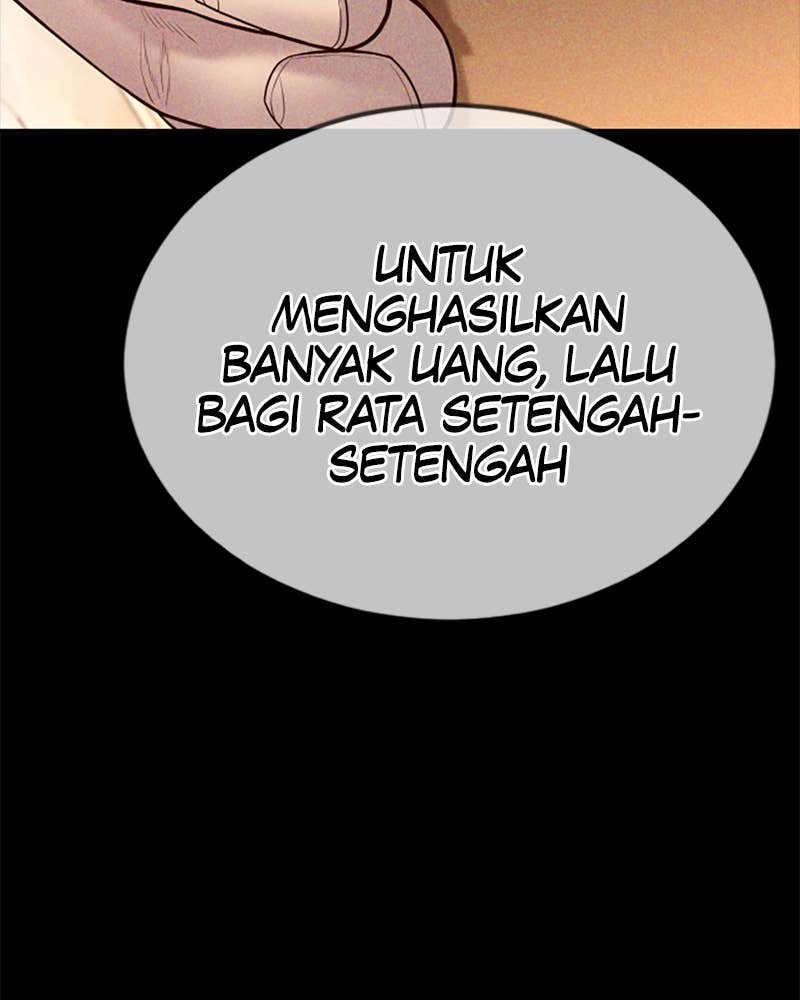 UNTUK
MENGHASILKAN
BANYAK UANG, LALU
BAGI RATA SETENGAH-
SETENGAH